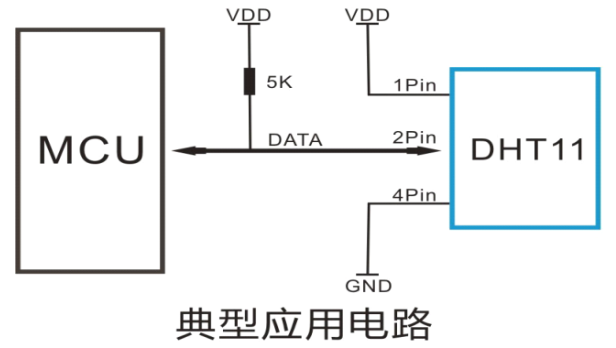 VDD
VDD
5K
1Pin
MCU
DATA
2Pin
DHT11
4Pin
GND
典型应用电路